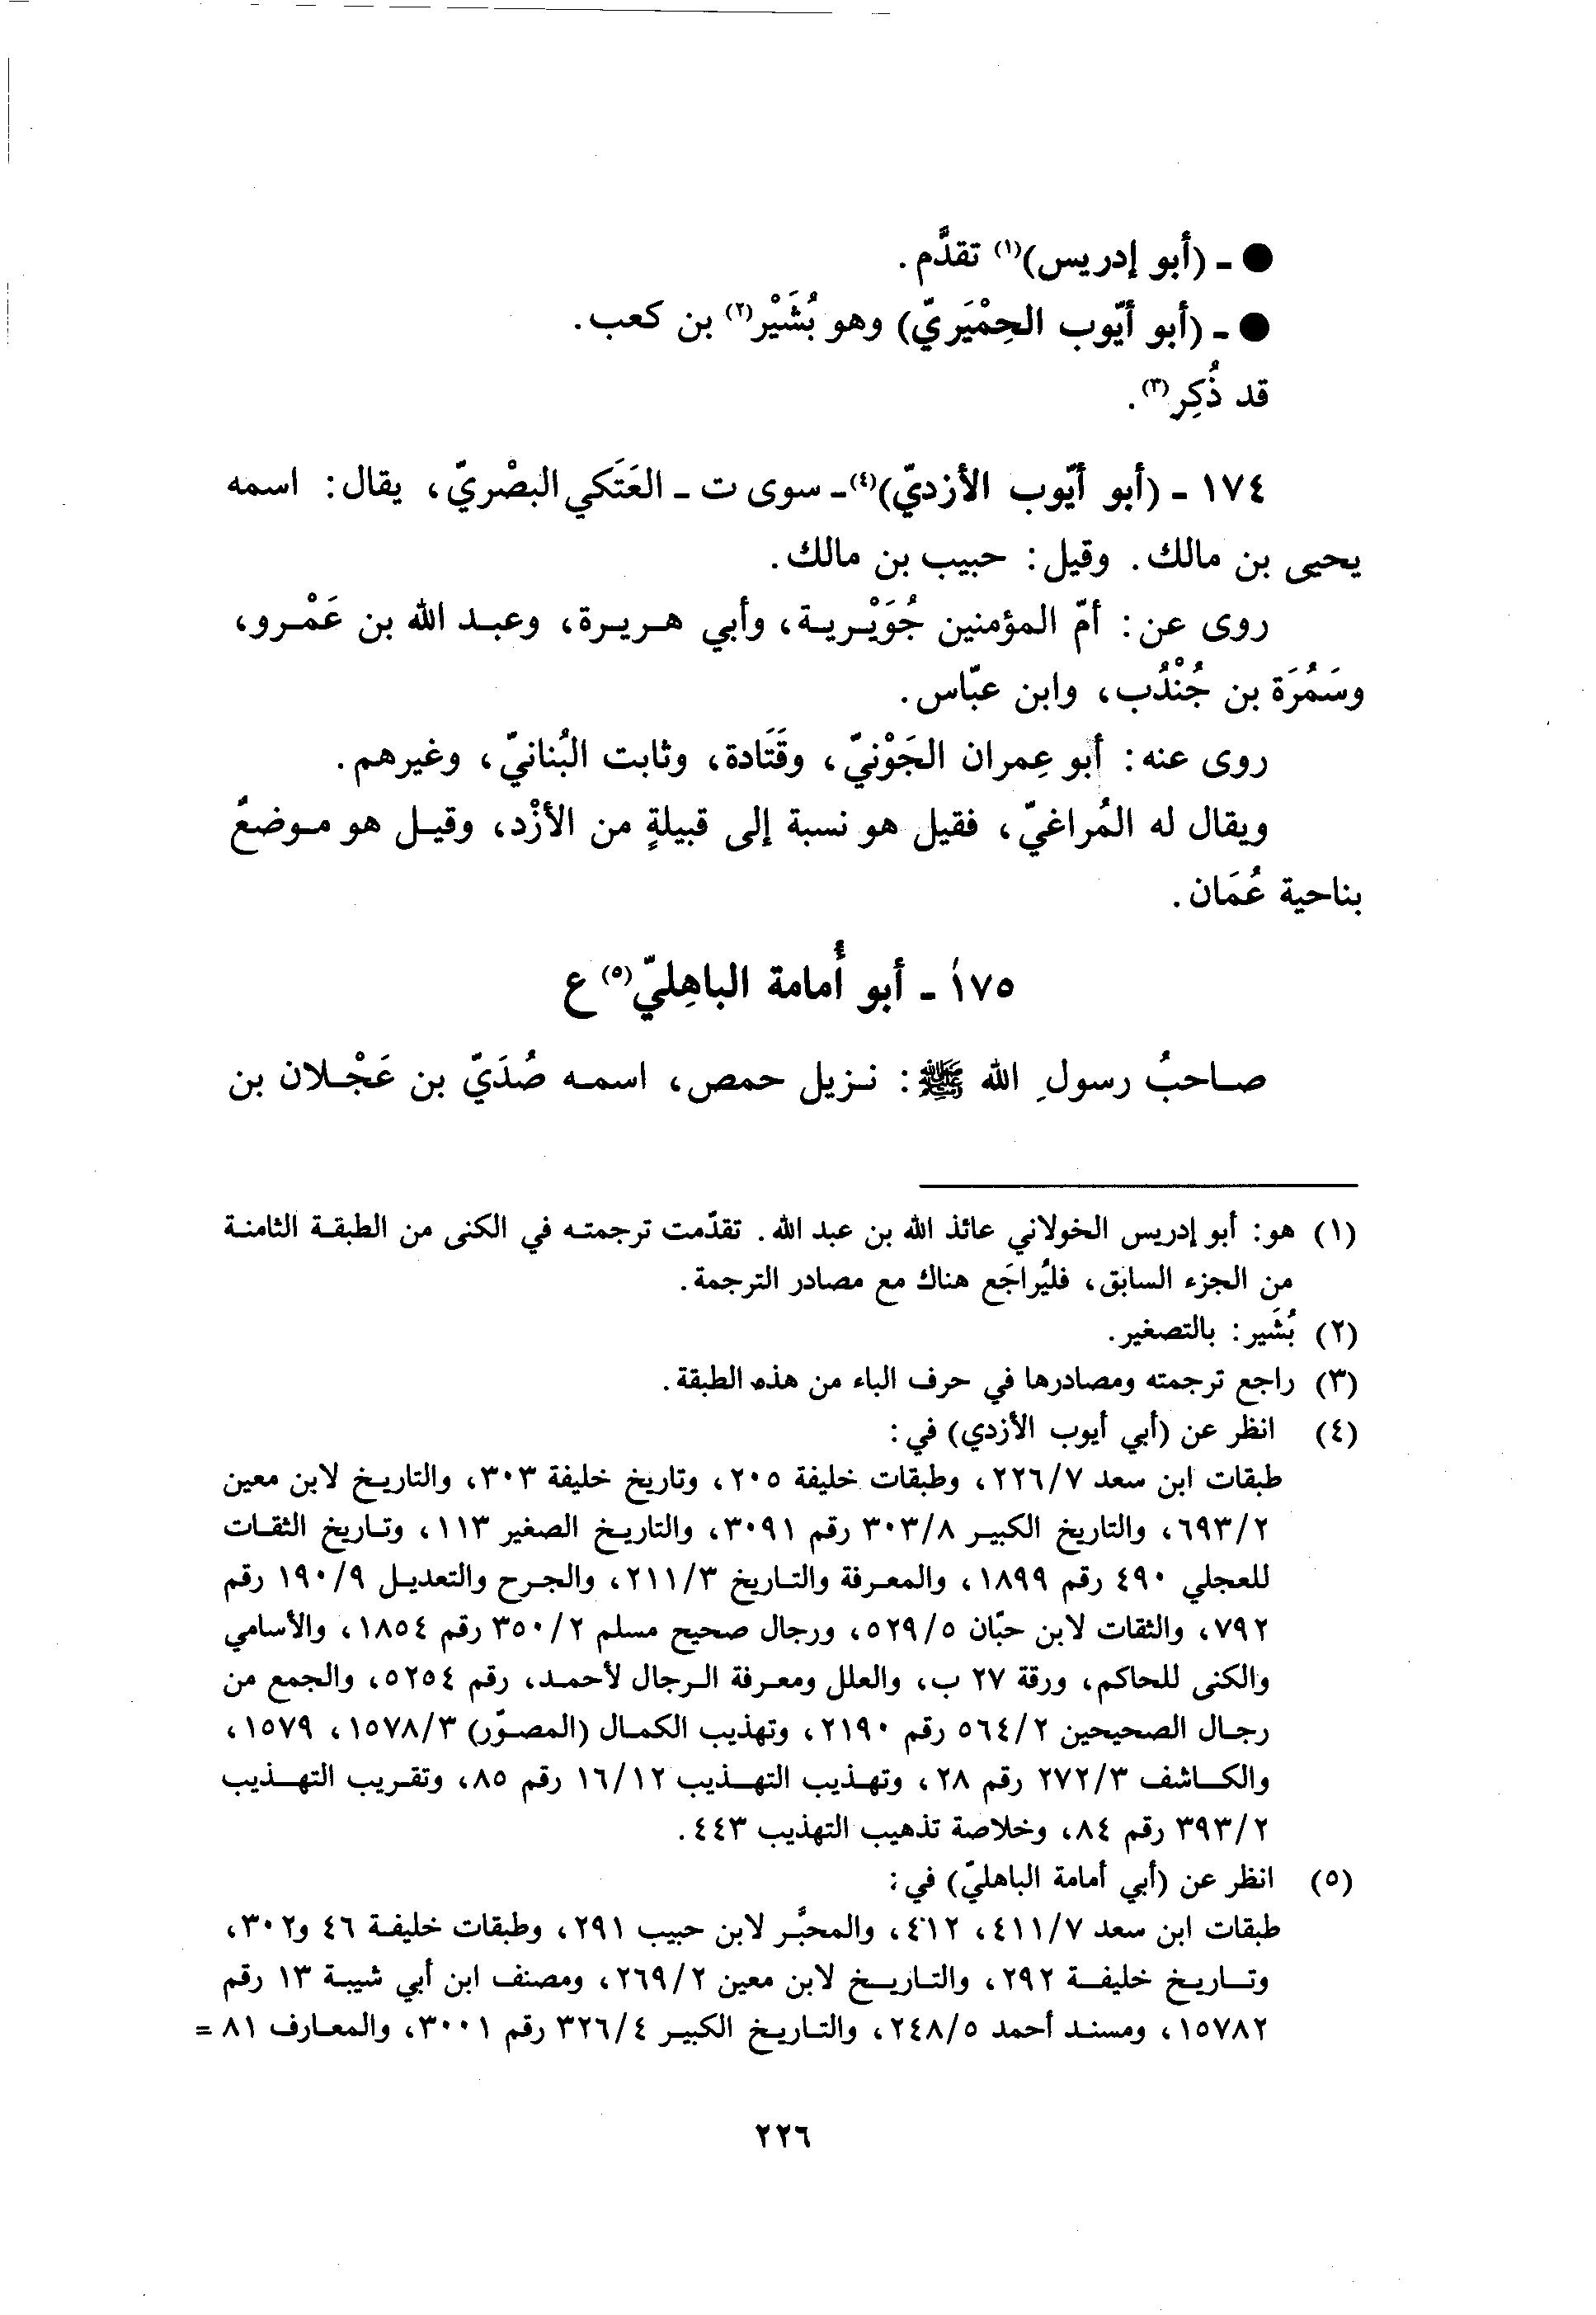 ● ـ (أبو إدريس)(١) تقدَّم.
● ـ (أبو أيّوب الحِمْيَريّ) وهو بُشَيْر(٢) بن كعب.
قد ذُكِر(٣).
١٧٤ ـ (أبو أيّوب الأزديّ)(٤)ـ سوى ت ـ العَتَكي البصْريّ، يقال: اسمه
يحيى بن مالك. وقيل: حبيب بن مالك.
روى عن: أمّ المؤمنين جُوَيْرية، وأبي هريرة، وعبد الله بن عَمْرو،
وسَمُرَة بن جُنْدُب، وابن عبّاس.
روى عنه: أبو عِمران الجَوْنيّ، وقَتَادة، وثابت البُنانيّ، وغيرهم.
ويقال له المُراغيّ، فقيل هو نسبة إلى قبيلةٍ من الأزْد، وقيل هو موضعٌ
بناحية عُمَان.
١٧٥ ـ أبو أُمامة الباهِليّ(٥) ع
صاحبُ رسولِ الله ﷺ: نزيل حمص، اسمه صُدَيّ بن عَجْلان بن
(١) هو: أبو إدريس الخولاني عائذ الله بن عبد الله. تقدّمت ترجمته في الكنى من الطبقة الثامنة
من الجزء السابق، فليُراجَع هناك مع مصادر الترجمة.
(٢) بُشَير: بالتصغير.
(٣) راجع ترجمته ومصادرها في حرف الباء من هذه الطبقة.
(٤) انظر عن (أبي أيوب الأزدي) في:
طبقات ابن سعد ٢٢٦/٧، وطبقات خليفة ٢٠٥، وتاريخ خليفة ٣٠٣، والتاريخ لابن معين
٦٩٣/٢، والتاريخ الكبير ٣٠٣/٨ رقم ٣٠٩١، والتاريخ الصغير ١١٣، وتاريخ الثقات
للعجلي ٤٩٠ رقم ١٨٩٩، والمعرفة والتاريخ ٢١١/٣، والجرح والتعديل ١٩٠/٩ رقم
٧٩٢، والثقات لابن حبّان ٥٢٩/٥، ورجال صحيح مسلم ٣٥٠/٢ رقم ١٨٥٤، والأسامي
والكنى للحاكم، ورقة ٢٧ ب، والعلل ومعرفة الرجال لأحمد، رقم ٥٢٥٤، والجمع من
رجال الصحيحين ٥٦٤/٢ رقم ٢١٩٠، وتهذيب الكمال (المصوّر) ١٥٧٨/٣، ١٥٧٩،
والكاشف ٢٧٢/٣ رقم ٢٨، وتهذيب التهذيب ١٦/١٢ رقم ٨٥، وتقريب التهذيب
٣٩٣/٢ رقم ٨٤، وخلاصة تذهيب التهذيب ٤٤٣.
(٥) انظر عن (أبي أمامة الباهليّ) في:
طبقات ابن سعد ٤١١/٧، ٤١٢، والمحبَّر لابن حبيب ٢٩١، وطبقات خليفة ٤٦ و٣٠٢،
وتاريخ خليفة ٢٩٢، والتاريخ لابن معين ٢٦٩/٢، ومصنف ابن أبي شيبة ١٣ رقم
١٥٧٨٢، ومسند أحمد ٢٤٨/٥، والتاريخ الكبير ٣٢٦/٤ رقم ٣٠٠١، والمعارف ٨١ =
٢٢٦